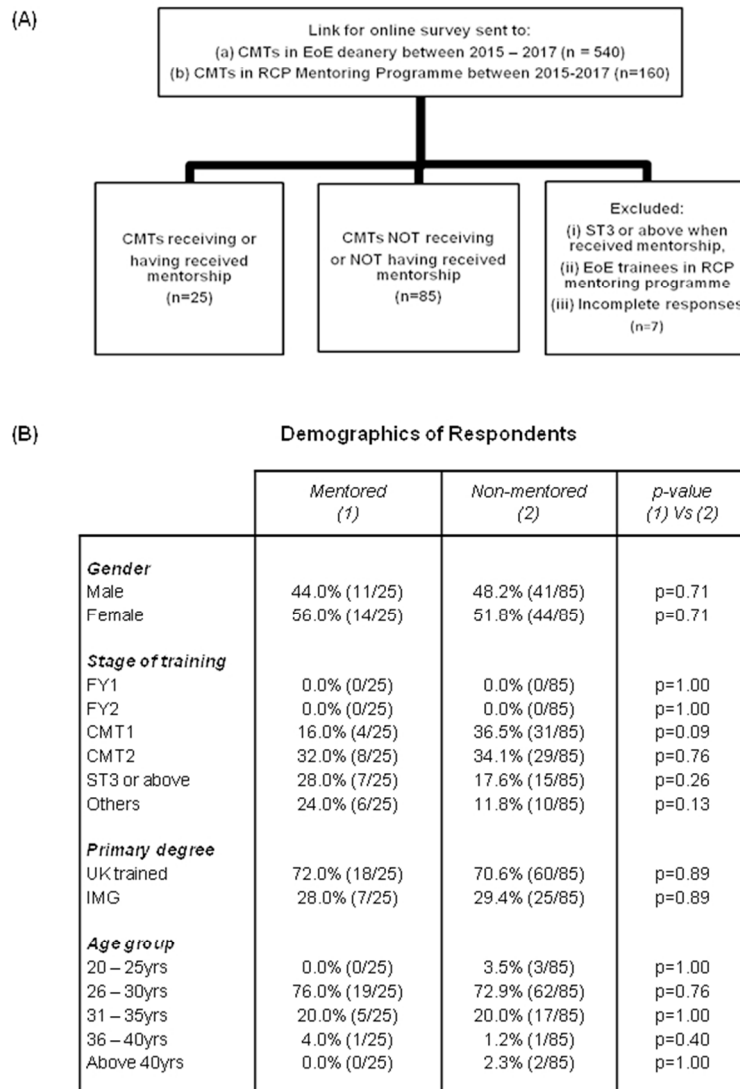 (A)
Link for online survey sent to:
(a) CMTs in EoE deanery between 2015 – 2017 (n = 540)
(b) CMTs in RCP Mentoring Programme between 2015-2017 (n=160)
CMTs receiving or
having received
mentorship
(n=25)
CMTs NOT receiving
or NOT having received
mentorship
(n=85)
Excluded:
(i) ST3 or above when
received mentorship,
(ii) EoE trainees in RCP
mentoring programme
(iii) Incomplete responses
(n=7)
(B) Demographics of Respondents
Mentored Non-mentored p-value
(1) (2) (1) Vs (2)
Gender
Male 44.0% (11/25) 48.2% (41/85) p=0.71
Female 56.0% (14/25) 51.8% (44/85) p=0.71
Stage of training
FY1 0.0% (0/25) 0.0% (0/85) p=1.00
FY2 0.0% (0/25) 0.0% (0/85) p=1.00
CMT1 16.0% (4/25) 36.5% (31/85) p=0.09
CMT2 32.0% (8/25) 34.1% (29/85) p=0.76
ST3 or above 28.0% (7/25) 17.6% (15/85) p=0.26
Others 24.0% (6/25) 11.8% (10/85) p=0.13
Primary degree
UK trained 72.0% (18/25) 70.6% (60/85) p=0.89
IMG 28.0% (7/25) 29.4% (25/85) p=0.89
Age group
20 – 25yrs 0.0% (0/25) 3.5% (3/85) p=1.00
26 – 30yrs 76.0% (19/25) 72.9% (62/85) p=0.76
31 – 35yrs 20.0% (5/25) 20.0% (17/85) p=1.00
36 – 40yrs 4.0% (1/25) 1.2% (1/85) p=0.40
Above 40yrs 0.0% (0/25) 2.3% (2/85) p=1.00